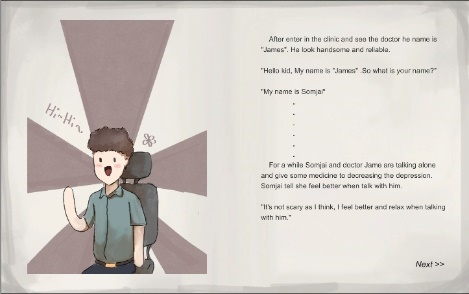 Hi~Hi~
After enter in the clinic and see the doctor he name is
"James". He look handsome and reliable.
"Hello kid, My name is "James" .So what is your name?"
"My name is Somjai"
.
.
.
.
.
For a while Somjai and doctor Jame are talking alone
and give some medicine to decreasing the depression.
Somjai tell she feel better when talk with him.
"It's not scary as I think, I feel better and relax when talking
with him."
Next >>